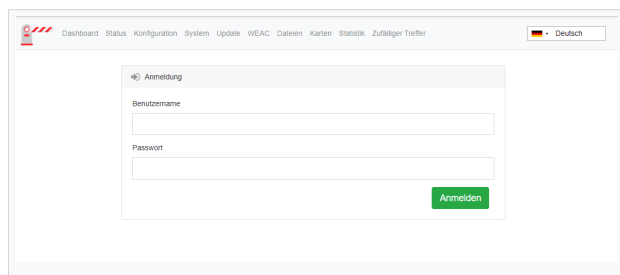 Dashboard Status Konfiguration System Update WEAC Dateien Karten Statistik Zufälliger Treffer Deutsch
Anmeldung
Benutzername
Passwort
Anmelden